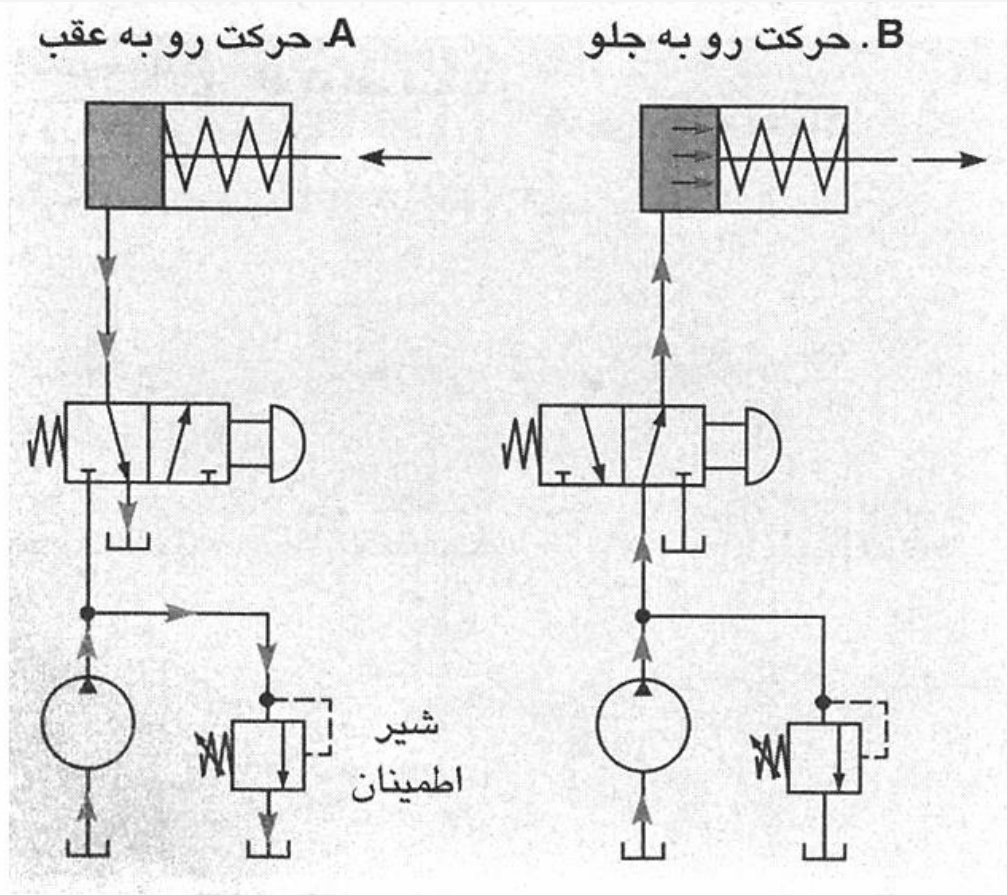 A. حرکت رو به عقب
B. حرکت رو به جلو
شیر
اطمینان